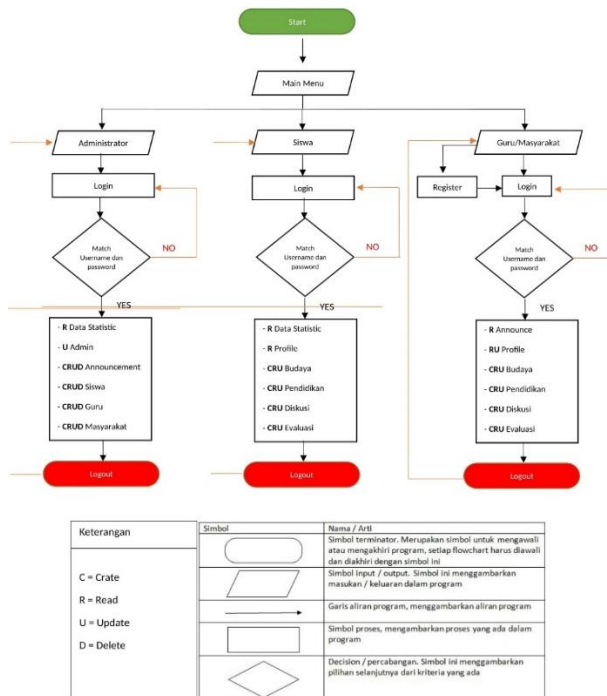 Start
Main Menu
Administrator
Siswa
Guru/Masyarakat
Login
Login
Register
Login
Match
Username dan
password
NO
Match
Username dan
password
NO
Match
Username dan
password
NO
YES
YES
YES
- R Data Statistic
- U Admin
- CRUD Announcement
- CRUD Siswa
- CRUD Guru
- CRUD Masyarakat
- R Data Statistic
- R Profile
- CRU Budaya
- CRU Pendidikan
- CRU Diskusi
- CRU Evaluasi
- R Announce
- RU Profile
- CRU Budaya
- CRU Pendidikan
- CRU Diskusi
- CRU Evaluasi
Logout
Logout
Logout
Keterangan
C = Crate
R = Read
U = Update
D = Delete
Simbol
Nama / Arti
Simbol terminator. Merupakan simbol untuk mengawali
atau mengakhiri program, setiap flowchart harus diawali
dan diakhiri dengan simbol ini
Simbol input / output. Simbol ini menggambarkan
masukan / keluaran dalam program
Garis aliran program, menggambarkan aliran program
Simbol proses, mengambarkan proses yang ada dalam
program
Decision / percabangan. Simbol ini menggambarkan
pilihan selanjutnya dari kriteria yang ada